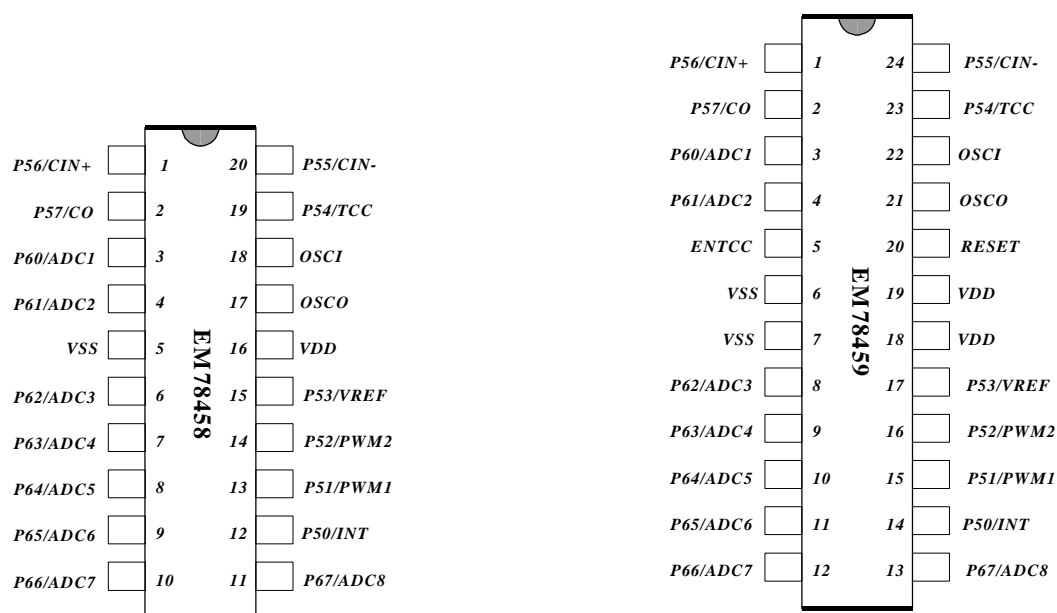 P56/CIN+ 1 20 P55/CIN-
P57/CO 2 19 P54/TCC
P60/ADC1 3 18 OSCI
P61/ADC2 4 17 OSCO
VSS 5 16 VDD
P62/ADC3 6 15 P53/VREF
P63/ADC4 7 14 P52/PWM2
P64/ADC5 8 13 P51/PWM1
P65/ADC6 9 12 P50/INT
P66/ADC7 10 11 P67/ADC8
EM78458
P56/CIN+ 1 24 P55/CIN-
P57/CO 2 23 P54/TCC
P60/ADC1 3 22 OSCI
P61/ADC2 4 21 OSCO
ENTCC 5 20 RESET
VSS 6 19 VDD
VSS 7 18 VDD
P62/ADC3 8 17 P53/VREF
P63/ADC4 9 16 P52/PWM2
P64/ADC5 10 15 P51/PWM1
P65/ADC6 11 14 P50/INT
P66/ADC7 12 13 P67/ADC8
EM78459